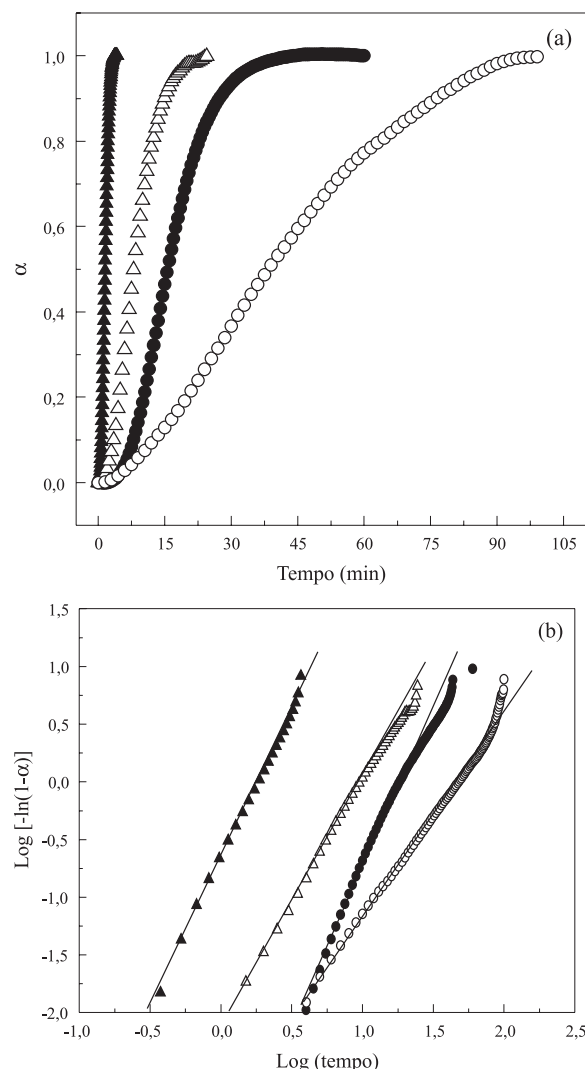 (a)
1,0
0,8
0,6
0,4
0,2
0,0
α
0 15 30 45 60 75 90 105
Tempo (min)
(b)
1,5
1,0
0,5
0,0
-0,5
-1,0
-1,5
-2,0
Log [-ln(1-α)]
-1,0 -0,5 0,0 0,5 1,0 1,5 2,0 2,5
Log (tempo)